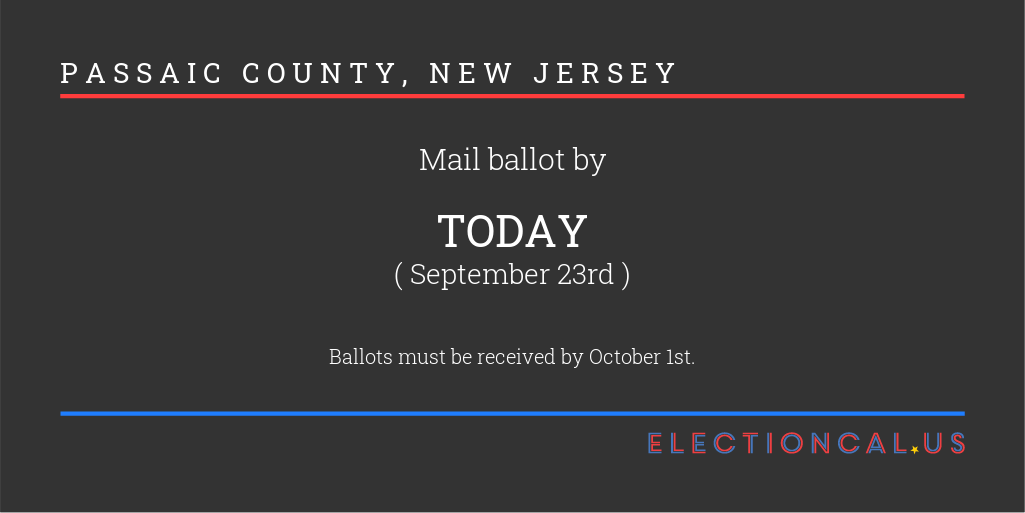 PASSAIC COUNTY, NEW JERSEY
Mail ballot by
TODAY
( September 23rd )
Ballots must be received by October 1st.
ELECTIONCAL.US